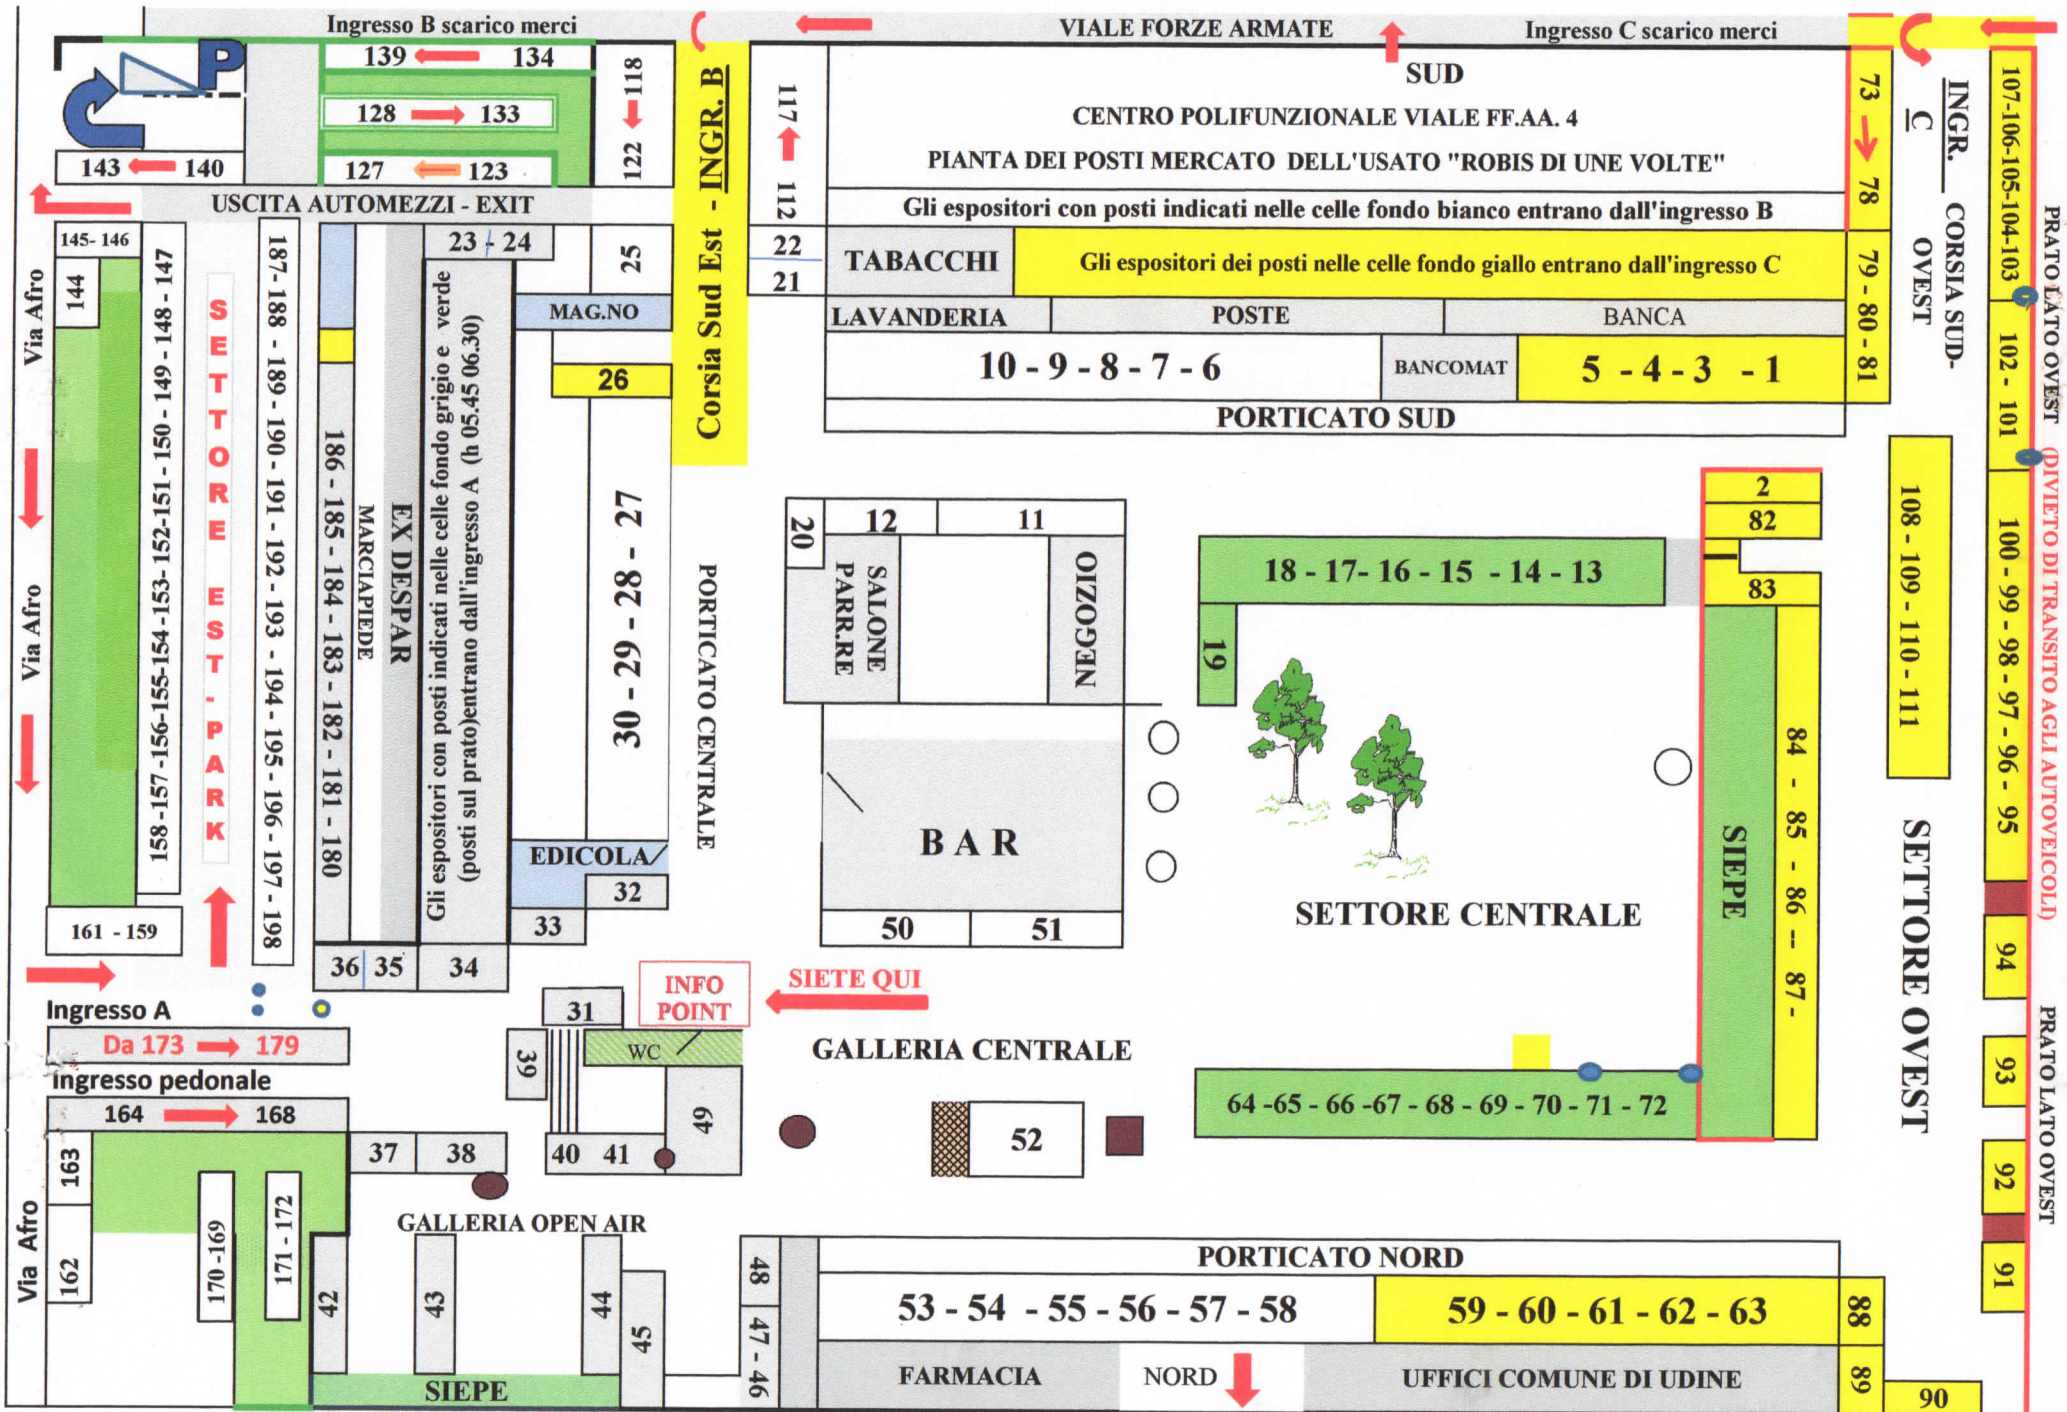 Ingresso B scarico merci
VIALE FORZE ARMATE
Ingresso C scarico merci
P
139 134
128 133
127 123
143 140
118
122
Corsia Sud Est - INGR. B
117
112
SUD
CENTRO POLIFUNZIONALE VIALE FF.AA. 4
PIANTA DEI POSTI MERCATO DELL'USATO "ROBIS DI UNE VOLTE"
Gli espositori con posti indicati nelle celle fondo bianco entrano dall'ingresso B
73
78
INGR.
C
CORSIA SUD-
OVEST
107-106-105-104-103
PRATO LATO OVEST (DIVIETO DI TRANSITO AGLI AUTOVEICOLI)
PRATO LATO OVEST
USCITA AUTOMEZZI - EXIT
22
21
TABACCHI
Gli espositori dei posti nelle celle fondo giallo entrano dall'ingresso C
79 - 80 - 81
LAVANDERIA
POSTE
BANCA
10 - 9 - 8 - 7 - 6
BANCOMAT
5 - 4 - 3 - 1
PORTICATO SUD
102 - 101
Via Afro
Via Afro
Via Afro
145- 146
144
158-157 -156-155-154-153- 152-151 - 150 - 149 - 148 - 147
SETTORE EST - PARK
187- 188 - 189 - 190 - 191 - 192 - 193 - 194 - 195 - 196 - 197 - 198
186 - 185 - 184 - 183 - 182 - 181 - 180
MARCIAPIEDE
EX DESPAR
Gli espositori con posti indicati nelle celle fondo grigio e verde
(posti sul prato)entrano dall'ingresso A (h 05.45 06.30)
23 - 24
25
MAG.NO
26
30 - 29 - 28 - 27
PORTICATO CENTRALE
EDICOLA
32
33
161 - 159
36 35
34
20
12
11
SALONE
PARR.RE
NEGOZIO
BAR
50
51
18 - 17- 16 - 15 - 14 - 13
19
2
82
83
84 - 85 - 86 -- 87 -
SIEPE
SETTORE CENTRALE
108 - 109 - 110 - 111
SETTORE OVEST
100 - 99 - 98 - 97 - 96 - 95
94
93
92
91
Ingresso A
Da 173 179
Ingresso pedonale
164 168
31
INFO
POINT
SIETE QUI
WC
39
49
40 41
37
38
GALLERIA CENTRALE
52
64 -65 - 66 -67 - 68 - 69 - 70 - 71 - 72
163
162
170 -169
171 - 172
GALLERIA OPEN AIR
42
43
44
45
SIEPE
48
47 - 46
PORTICATO NORD
53 - 54 - 55 - 56 - 57 - 58
59 - 60 - 61 - 62 - 63
88
89
90
FARMACIA
NORD
UFFICI COMUNE DI UDINE